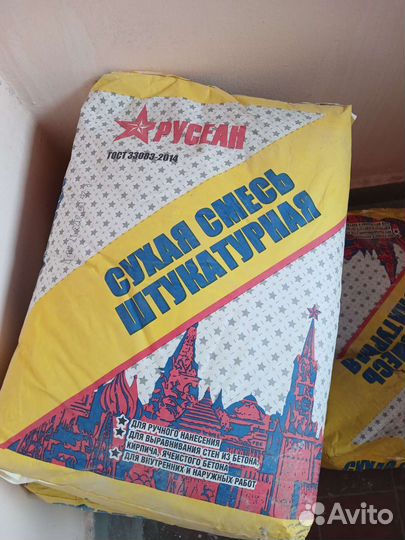 РУСЕАН
ГОСТ 33083-2014
СУХАЯ СМЕСЬ
ШТУКАТУРНАЯ
ДЛЯ РУЧНОГО НАНЕСЕНИЯ
ДЛЯ ВЫРАВНИВАНИЯ СТЕН ИЗ БЕТОНА,
КИРПИЧА, ЯЧЕИСТОГО БЕТОНА
ДЛЯ ВНУТРЕННИХ И НАРУЖНЫХ РАБОТ
СМЕСЬ
Avito